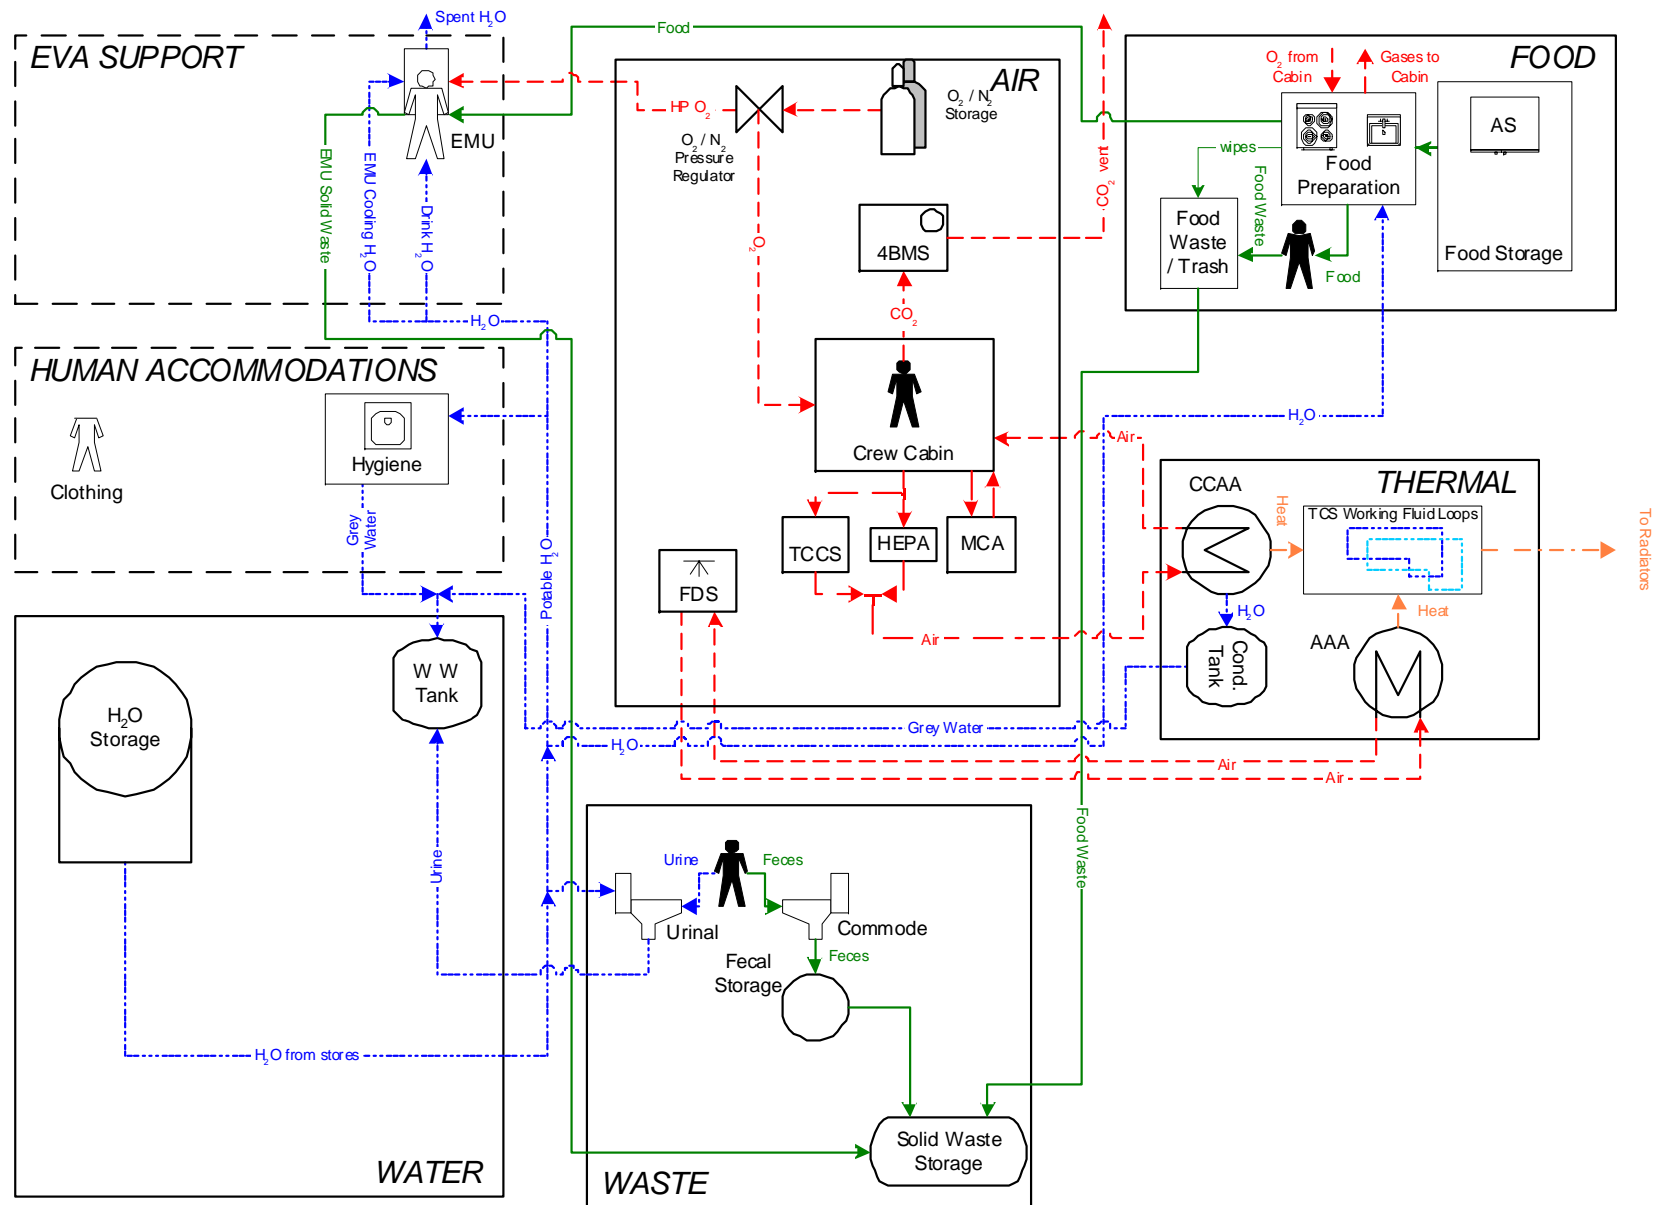 Spent H₂O
EVA SUPPORT
EMU
EMU Solid Waste
EMU Cooling H₂O
Drink H₂O
H₂O
Food
HP O₂
O₂ / N₂
Pressure
Regulator
O₂ / N₂
Storage
AIR
O₂
4BMS
CO₂
CO₂ vent
Crew Cabin
TCCS
HEPA
MCA
FDS
Air
FOOD
O₂ from
Cabin
Gases to
Cabin
AS
Food
Preparation
Food Storage
wipes
Food Waste
Food
Waste
/ Trash
Food
H₂O
HUMAN ACCOMMODATIONS
Clothing
Hygiene
Grey
Water
Potable H₂O
THERMAL
CCAA
Heat
TCS Working Fluid Loops
To Radiators
Air
H₂O
Cond.
Tank
AAA
Heat
Grey Water
H₂O
Air
Air
WATER
H₂O
Storage
W W
Tank
Urine
H₂O from stores
WASTE
Urine
Feces
Urinal
Commode
Feces
Fecal
Storage
Food Waste
Solid Waste
Storage